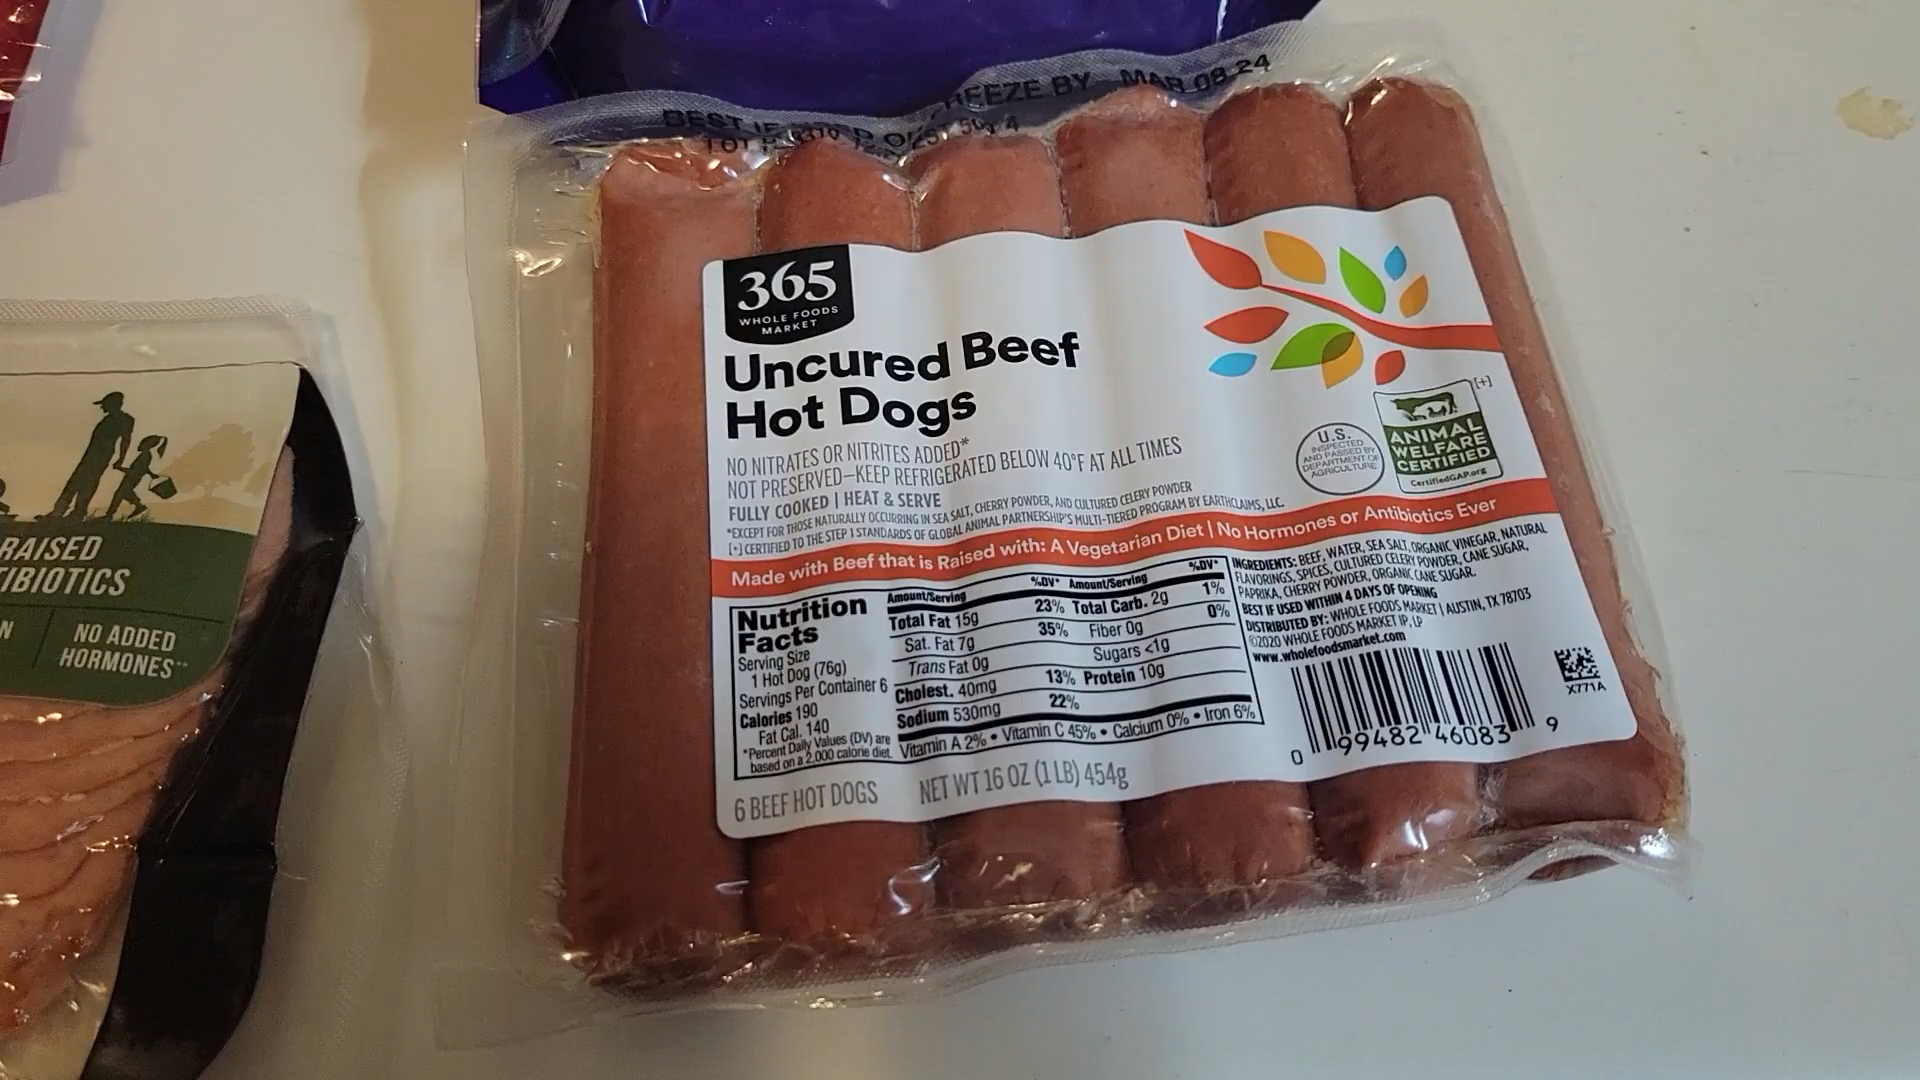 BEST IF FREEZE BY MAR 08 24
LOT
365
WHOLE FOODS
MARKET
Uncured Beef
Hot Dogs
NO NITRATES OR NITRITES ADDED*
NOT PRESERVED–KEEP REFRIGERATED BELOW 40°F AT ALL TIMES
FULLY COOKED | HEAT & SERVE
*EXCEPT FOR THOSE NATURALLY OCCURRING IN SEA SALT, CHERRY POWDER, AND CULTURED CELERY POWDER
[+] CERTIFIED TO THE STEP 1 STANDARDS OF GLOBAL ANIMAL PARTNERSHIP'S MULTI-TIERED PROGRAM BY EARTHCLAIMS, LLC.
U.S.
INSPECTED
AND PASSED BY
DEPARTMENT OF
AGRICULTURE
[+]
ANIMAL
WELFARE
CERTIFIED
CertifiedGAP.org
Made with Beef that is Raised with: A Vegetarian Diet | No Hormones or Antibiotics Ever
Nutrition
Facts
Serving Size
1 Hot Dog (76g)
Servings Per Container 6
Calories 190
Fat Cal. 140
*Percent Daily Values (DV) are
based on a 2,000 calorie diet.
Amount/Serving %DV* Amount/Serving %DV*
Total Fat 15g 23% Total Carb. 2g 1%
Sat. Fat 7g 35% Fiber 0g 0%
Trans Fat 0g Sugars <1g
Cholest. 40mg 13% Protein 10g
Sodium 530mg 22%
Vitamin A 2% • Vitamin C 45% • Calcium 0% • Iron 6%
INGREDIENTS: BEEF, WATER, SEA SALT, ORGANIC VINEGAR, NATURAL
FLAVORINGS, SPICES, CULTURED CELERY POWDER, CANE SUGAR,
PAPRIKA, CHERRY POWDER, ORGANIC CANE SUGAR.
BEST IF USED WITHIN 4 DAYS OF OPENING
DISTRIBUTED BY: WHOLE FOODS MARKET | AUSTIN, TX 78703
©2020 WHOLE FOODS MARKET IP, LP
www.wholefoodsmarket.com
X771A
0 99482 46083 9
6 BEEF HOT DOGS NET WT 16 OZ (1 LB) 454g
RAISED
TIBIOTICS
NO ADDED
HORMONES**